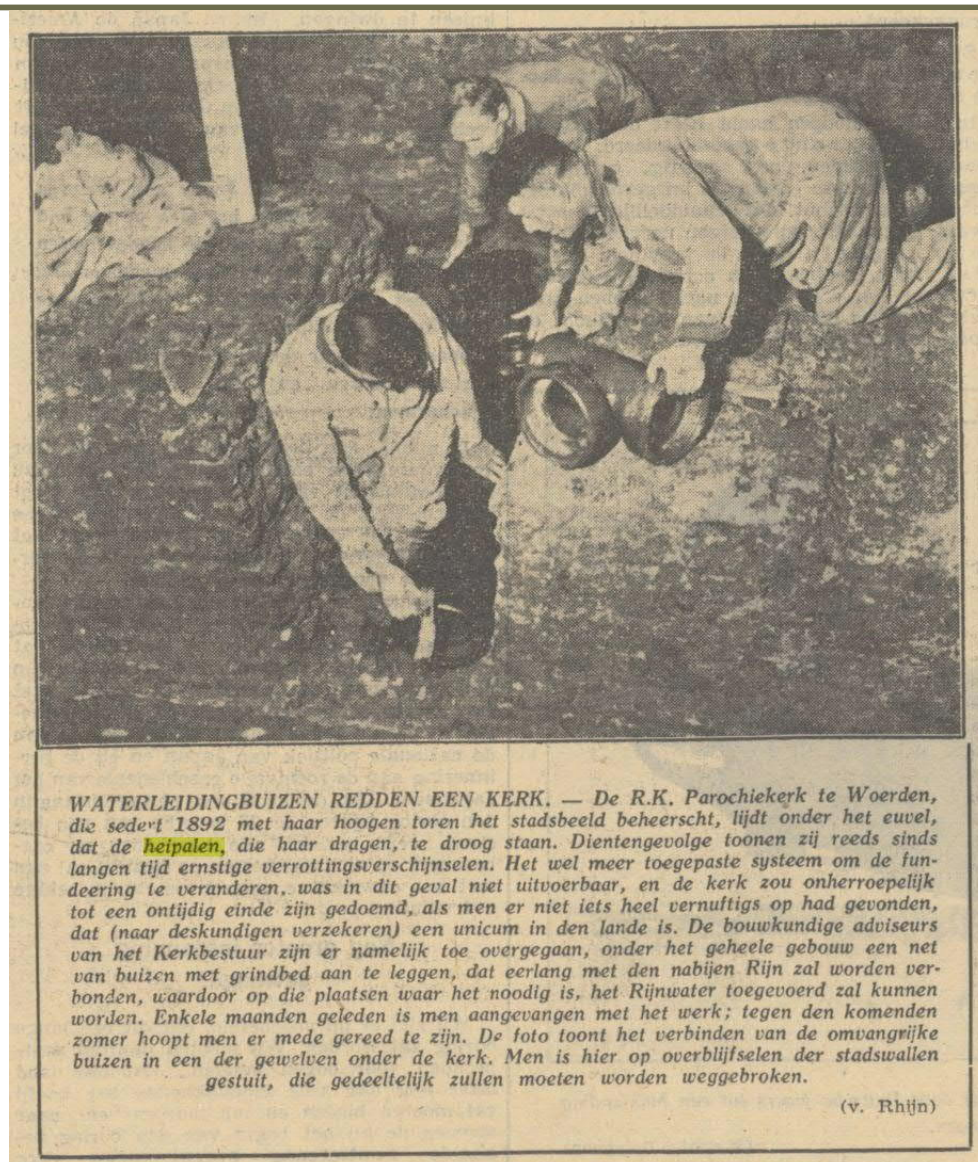 WATERLEIDINGBUIZEN REDDEN EEN KERK. — De R.K. Parochiekerk te Woerden,
die sedert 1892 met haar hoogen toren het stadsbeeld beheerscht, lijdt onder het euvel,
dat de heipalen, die haar dragen, te droog staan. Dientengevolge toonen zij reeds sinds
langen tijd ernstige verrottingsverschijnselen. Het wel meer toegepaste systeem om de fun-
deering te veranderen, was in dit geval niet uitvoerbaar, en de kerk zou onherroepelijk
tot een ontijdig einde zijn gedoemd, als men er niet iets heel vernuftigs op had gevonden,
dat (naar deskundigen verzekeren) een unicum in den lande is. De bouwkundige adviseurs
van het Kerkbestuur zijn er namelijk toe overgegaan, onder het geheele gebouw een net
van buizen met grindbed aan te leggen, dat eerlang met den nabijen Rijn zal worden ver-
bonden, waardoor op die plaatsen waar het noodig is, het Rijnwater toegevoerd zal kunnen
worden. Enkele maanden geleden is men aangevangen met het werk; tegen den komenden
zomer hoopt men er mede gereed te zijn. De foto toont het verbinden van de omvangrijke
buizen in een der gewelven onder de kerk. Men is hier op overblijfselen der stadswallen
gestuit, die gedeeltelijk zullen moeten worden weggebroken.
(v. Rhijn)